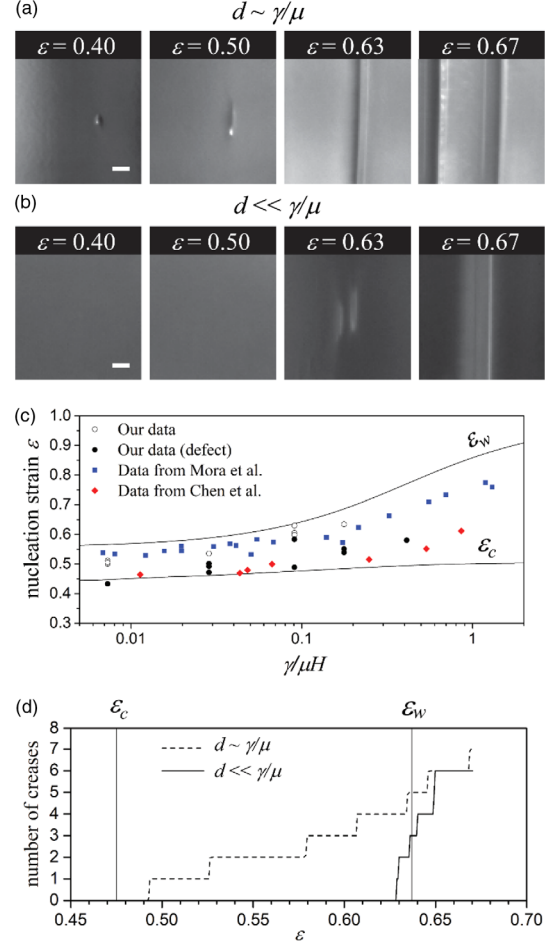 (a)
d ~ γ/μ
ε = 0.40 ε = 0.50 ε = 0.63 ε = 0.67
(b)
d << γ/μ
ε = 0.40 ε = 0.50 ε = 0.63 ε = 0.67
(c)
1.0
0.9
0.8
0.7
0.6
0.5
0.4
0.3
nucleation strain ε
Our data
Our data (defect)
Data from Mora et al.
Data from Chen et al.
εw
εc
0.01 0.1 1
γ/μH
(d)
εc εw
8
7
6
5
4
3
2
1
0
number of creases
d ~ γ/μ
d << γ/μ
0.45 0.50 0.55 0.60 0.65 0.70
ε